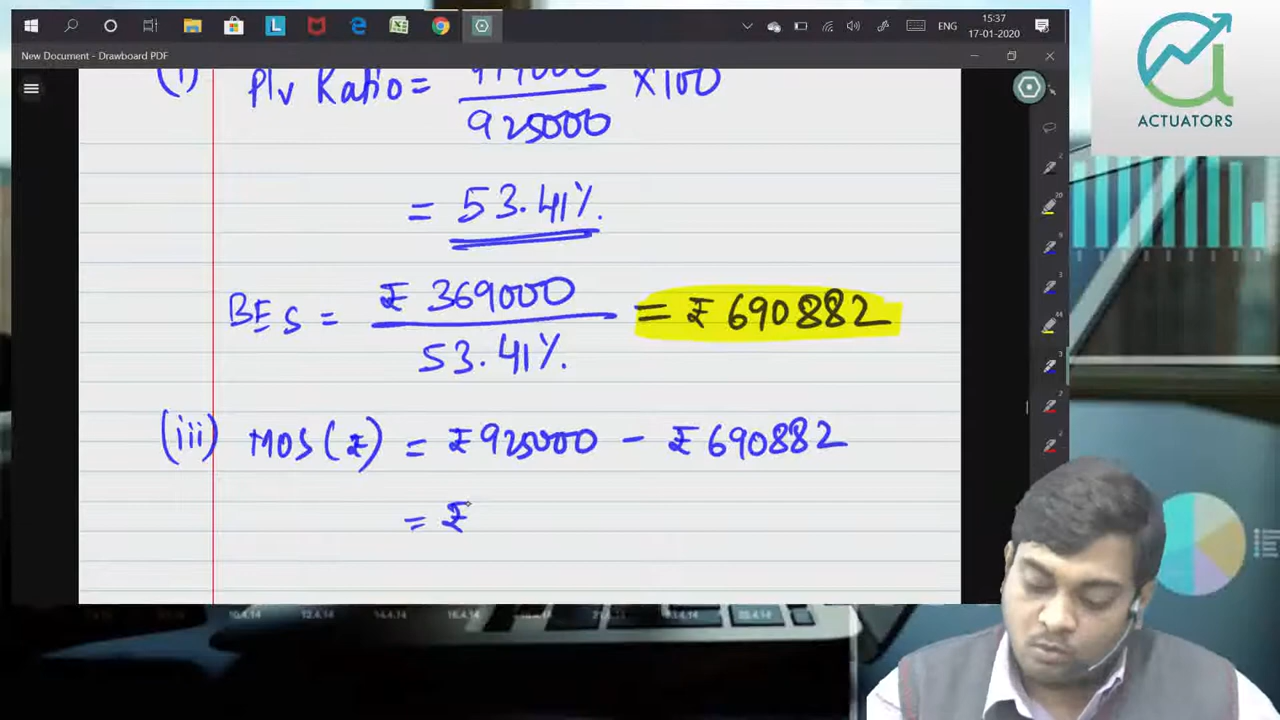 15:37
ENG
17-01-2020
New Document - Drawboard PDF
ACTUATORS
(i) P/v Ratio = X100
925000
= 53.41%.
BES = ₹ 369000 = ₹ 690882
53.41%.
(iii) MOS (₹) = ₹ 925000 - ₹ 690882
= ₹